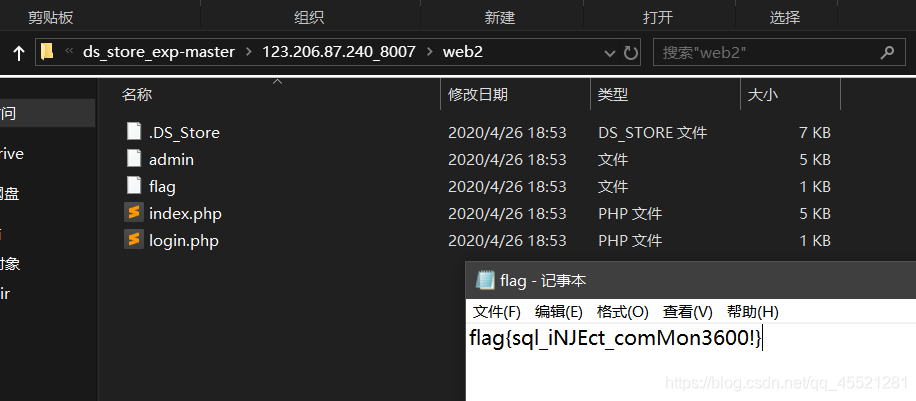 剪贴板 组织 新建 打开 选择
« ds_store_exp-master > 123.206.87.240_8007 > web2 搜索"web2"
名称 修改日期 类型 大小
问
.DS_Store 2020/4/26 18:53 DS_STORE 文件 7 KB
rive
admin 2020/4/26 18:53 文件 5 KB
网盘
flag 2020/4/26 18:53 文件 1 KB
index.php 2020/4/26 18:53 PHP 文件 5 KB
login.php 2020/4/26 18:53 PHP 文件 1 KB
对象
ir
flag - 记事本
文件(F) 编辑(E) 格式(O) 查看(V) 帮助(H)
flag{sql_iNJEct_comMon3600!}
https://blog.csdn.net/qq_45521281